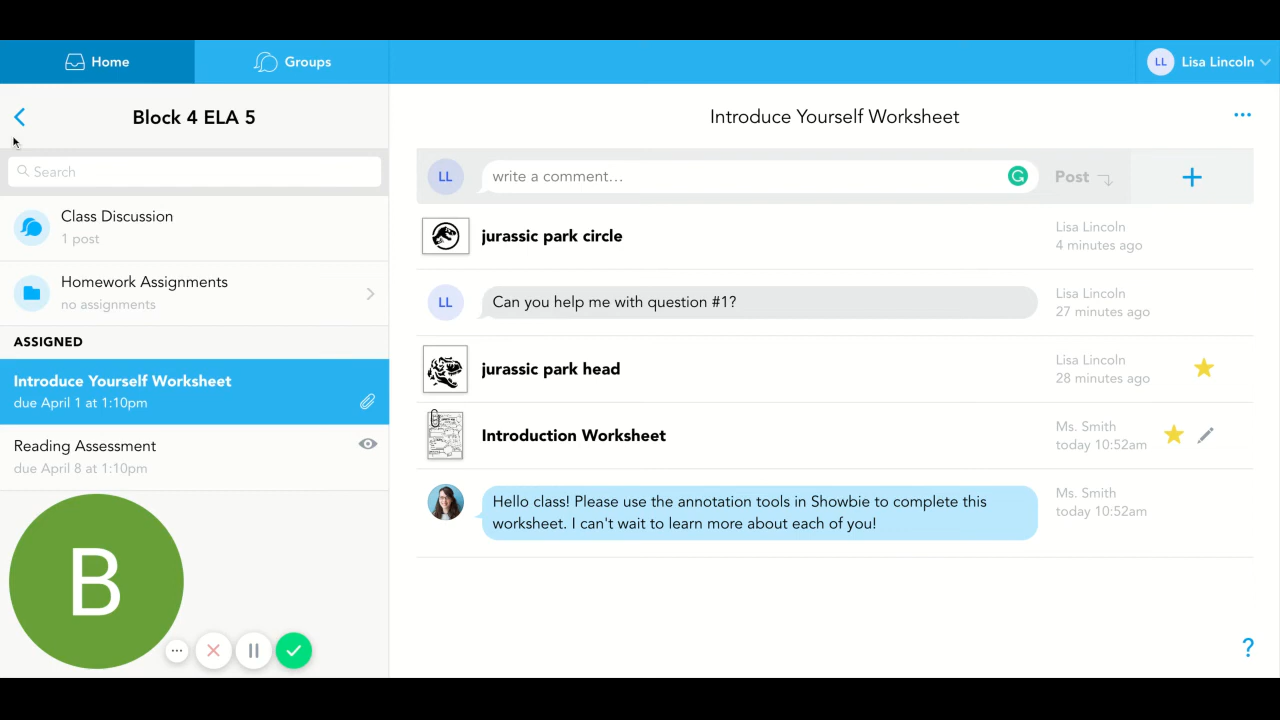 Home
Groups
LL Lisa Lincoln
Block 4 ELA 5
Search
Class Discussion
1 post
Homework Assignments
no assignments
ASSIGNED
Introduce Yourself Worksheet
due April 1 at 1:10pm
Reading Assessment
due April 8 at 1:10pm
B
Introduce Yourself Worksheet
LL write a comment... G Post
jurassic park circle
Lisa Lincoln
4 minutes ago
LL Can you help me with question #1?
Lisa Lincoln
27 minutes ago
jurassic park head
Lisa Lincoln
28 minutes ago
Introduction Worksheet
Ms. Smith
today 10:52am
Hello class! Please use the annotation tools in Showbie to complete this
worksheet. I can't wait to learn more about each of you!
Ms. Smith
today 10:52am
?